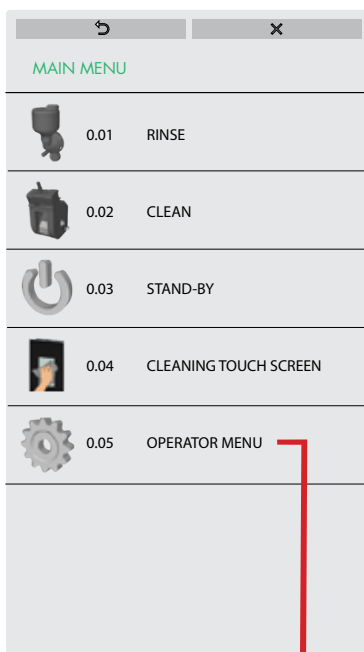 MAIN MENU
0.01 RINSE
0.02 CLEAN
0.03 STAND-BY
0.04 CLEANING TOUCH SCREEN
0.05 OPERATOR MENU